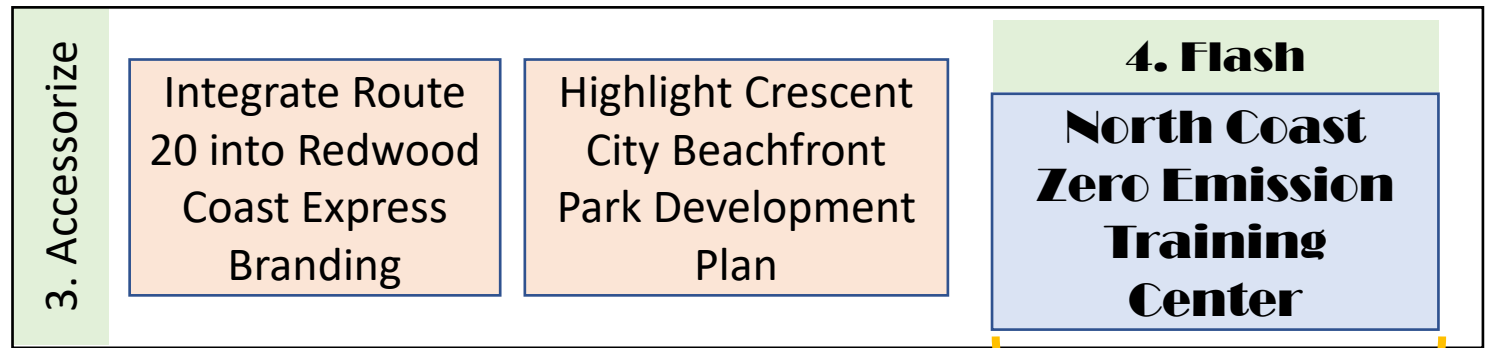 3. Accessorize
Integrate Route
20 into Redwood
Coast Express
Branding
Highlight Crescent
City Beachfront
Park Development
Plan
4. Flash
North Coast
Zero Emission
Training
Center